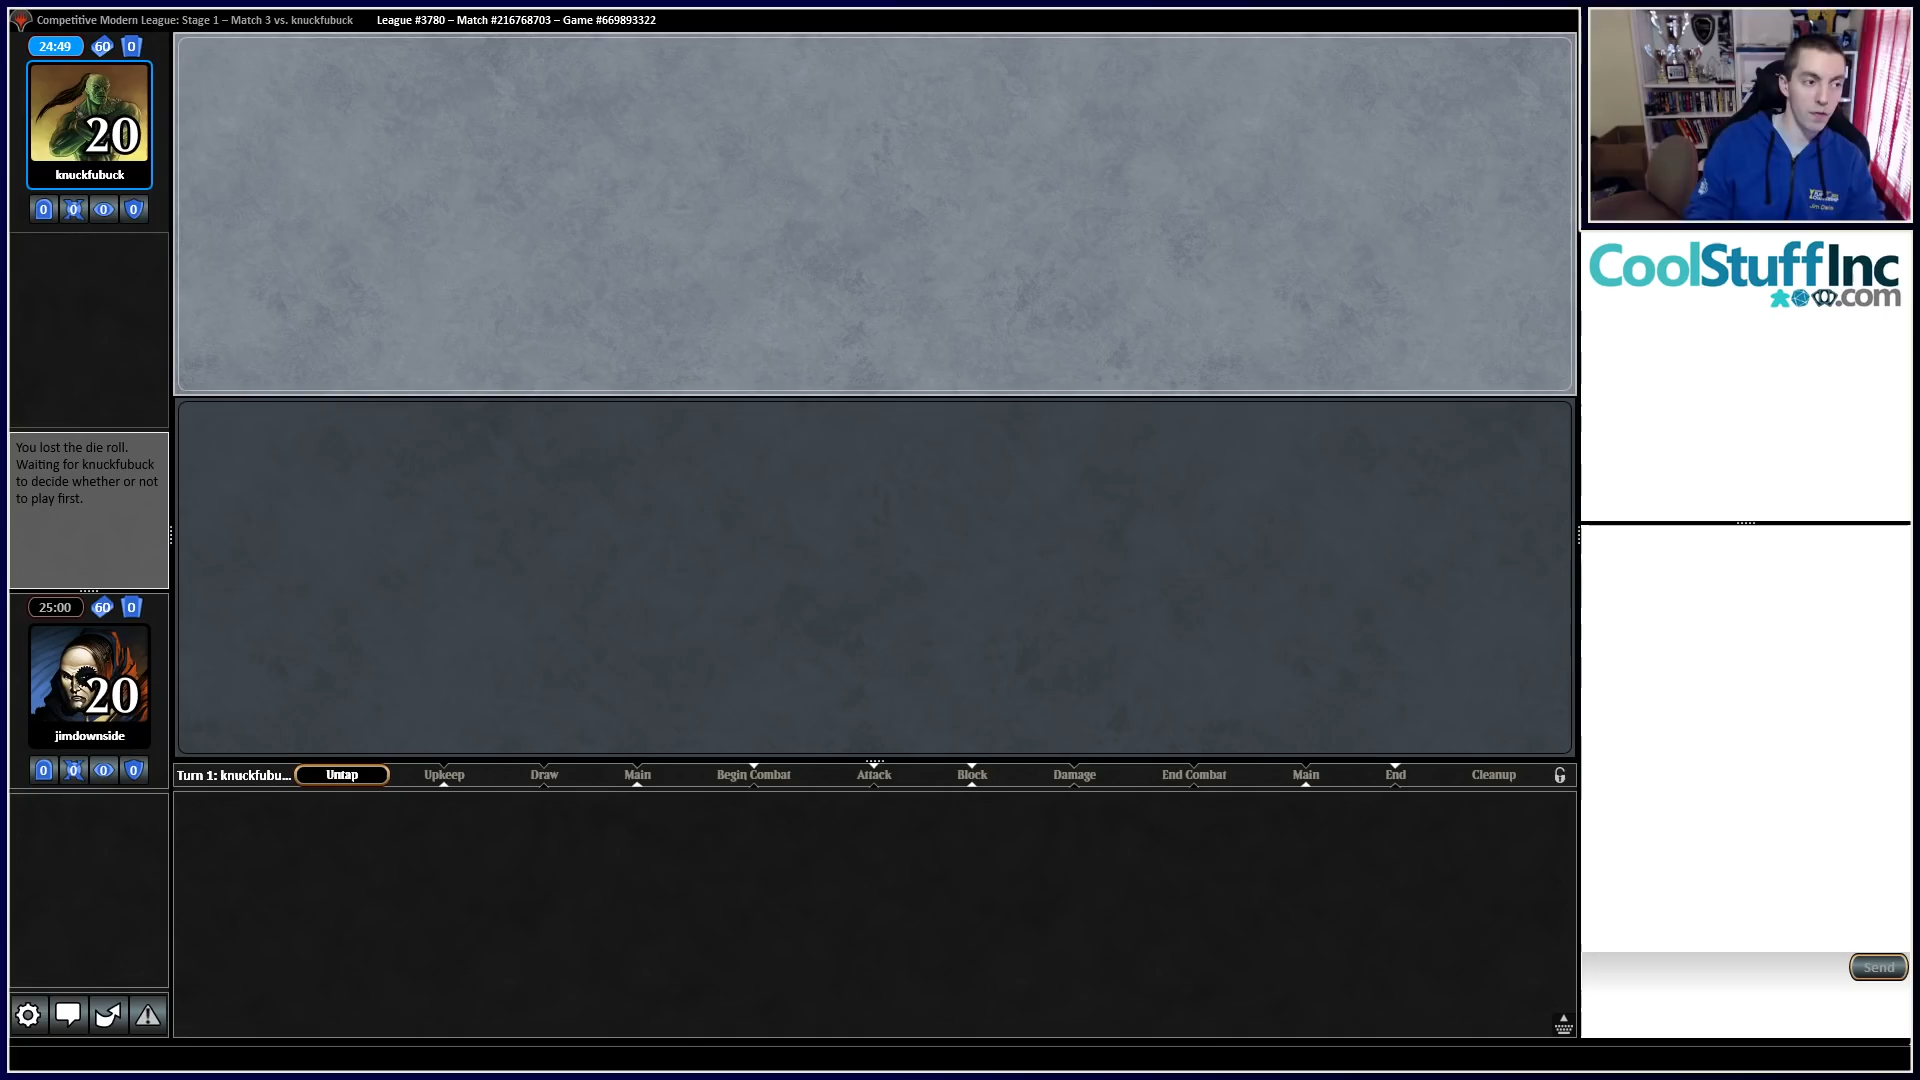 Competitive Modern League: Stage 1 – Match 3 vs. knuckfubuck League #3780 – Match #216768703 – Game #669893322
24:49 60 0
20
knuckfubuck
0 0 0 0
You lost the die roll.
Waiting for knuckfubuck
to decide whether or not
to play first.
25:00 60 0
20
jimdownside
0 0 0 0
Turn 1: knuckfubu... Untap Upkeep Draw Main Begin Combat Attack Block Damage End Combat Main End Cleanup
CoolStuffInc
.com
Send